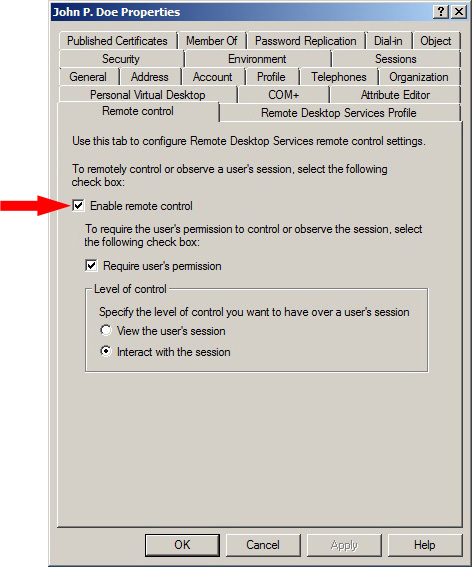 John P. Doe Properties
Published Certificates Member Of Password Replication Dial-in Object
Security Environment Sessions
General Address Account Profile Telephones Organization
Personal Virtual Desktop COM+ Attribute Editor
Remote control Remote Desktop Services Profile
Use this tab to configure Remote Desktop Services remote control settings.
To remotely control or observe a user's session, select the following
check box:
Enable remote control
To require the user's permission to control or observe the session, select
the following check box:
Require user's permission
Level of control
Specify the level of control you want to have over a user's session
View the user's session
Interact with the session
OK Cancel Apply Help